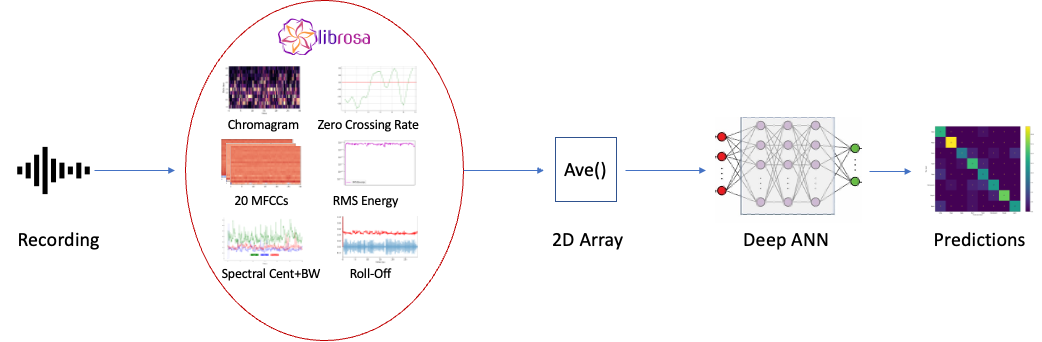 librosa
Chromagram
Zero Crossing Rate
20 MFCCs
RMS Energy
Spectral Cent+BW
Roll-Off
Recording
Ave()
2D Array
Deep ANN
Predictions